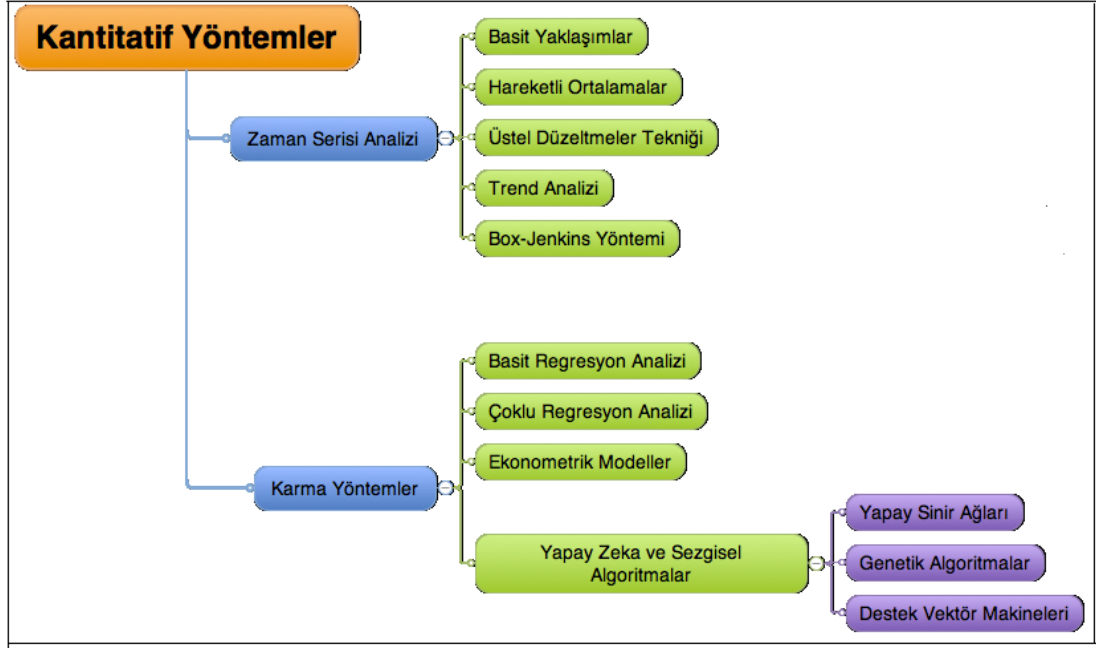 Kantitatif Yöntemler
Zaman Serisi Analizi
Basit Yaklaşımlar
Hareketli Ortalamalar
Üstel Düzeltmeler Tekniği
Trend Analizi
Box-Jenkins Yöntemi
Karma Yöntemler
Basit Regresyon Analizi
Çoklu Regresyon Analizi
Ekonometrik Modeller
Yapay Zeka ve Sezgisel
Algoritmalar
Yapay Sinir Ağları
Genetik Algoritmalar
Destek Vektör Makineleri